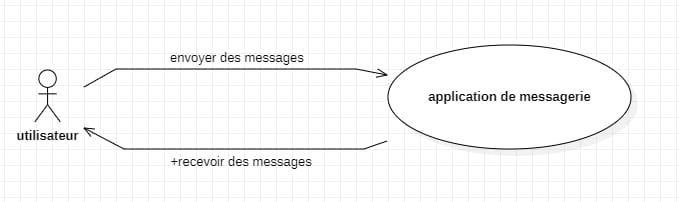 envoyer des messages
application de messagerie
utilisateur
+recevoir des messages